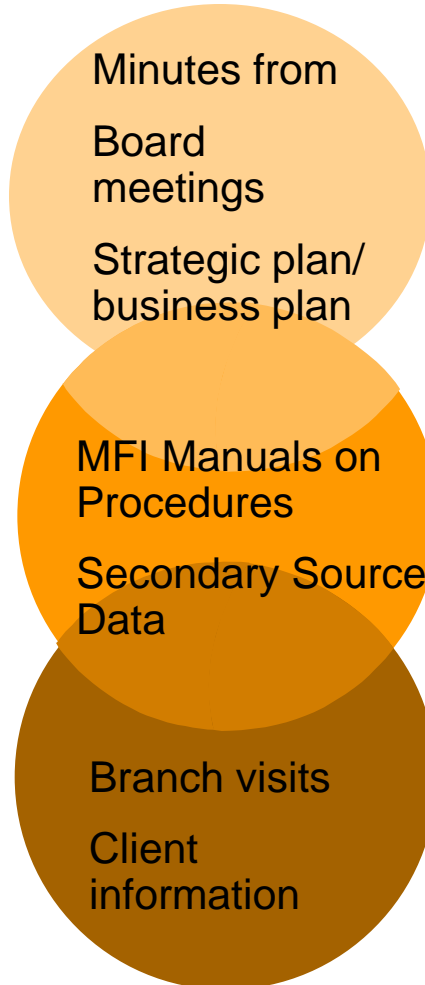 Minutes from
Board
meetings
Strategic plan/
business plan
MFI Manuals on
Procedures
Secondary Source
Data
Branch visits
Client
information